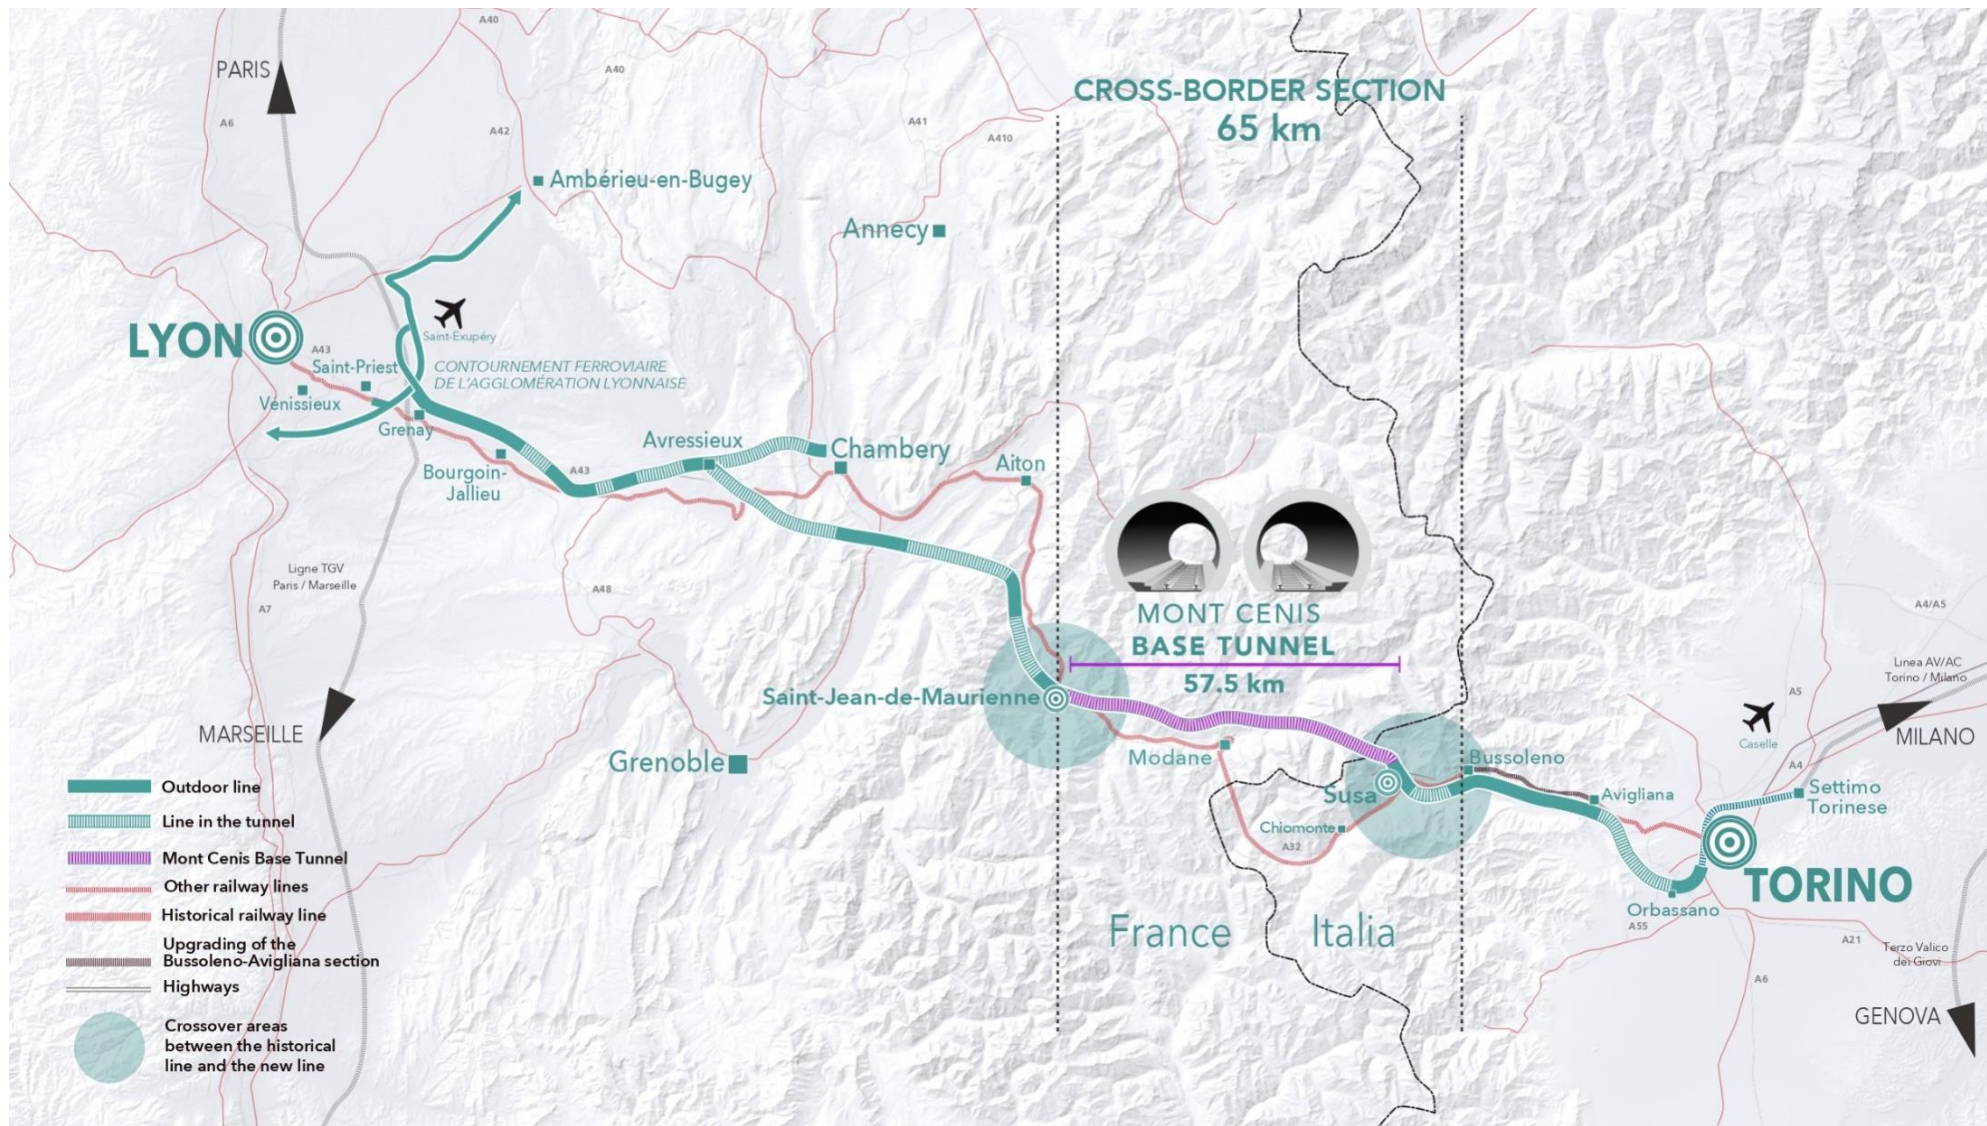 A40
A40
PARIS
CROSS-BORDER SECTION
65 km
A6
A42
A41
A410
Ambérieu-en-Bugey
Annecy
Saint-Exupéry
LYON
A43
Saint-Priest
CONTOURNEMENT FERROVIAIRE
DE L'AGGLOMÉRATION LYONNAISE
Venissieux
Grenay
Avressieux
Chambery
Bourgoin-
Jallieu
A43
Aiton
Ligne TGV
Paris / Marseille
A48
A7
MONT CENIS
BASE TUNNEL
57.5 km
A4/A5
Linea AV/AC
Torino / Milano
A5
Saint-Jean-de-Maurienne
MARSEILLE
Caselle
MILANO
Grenoble
Modane
Bussoleno
A4
Susa
Avigliana
Settimo
Torinese
Chiomonte
A32
TORINO
Orbassano
A55
A21
Terzo Valico
dei Giovi
France
Italia
A6
GENOVA
Outdoor line
Line in the tunnel
Mont Cenis Base Tunnel
Other railway lines
Historical railway line
Upgrading of the
Bussoleno-Avigliana section
Highways
Crossover areas
between the historical
line and the new line